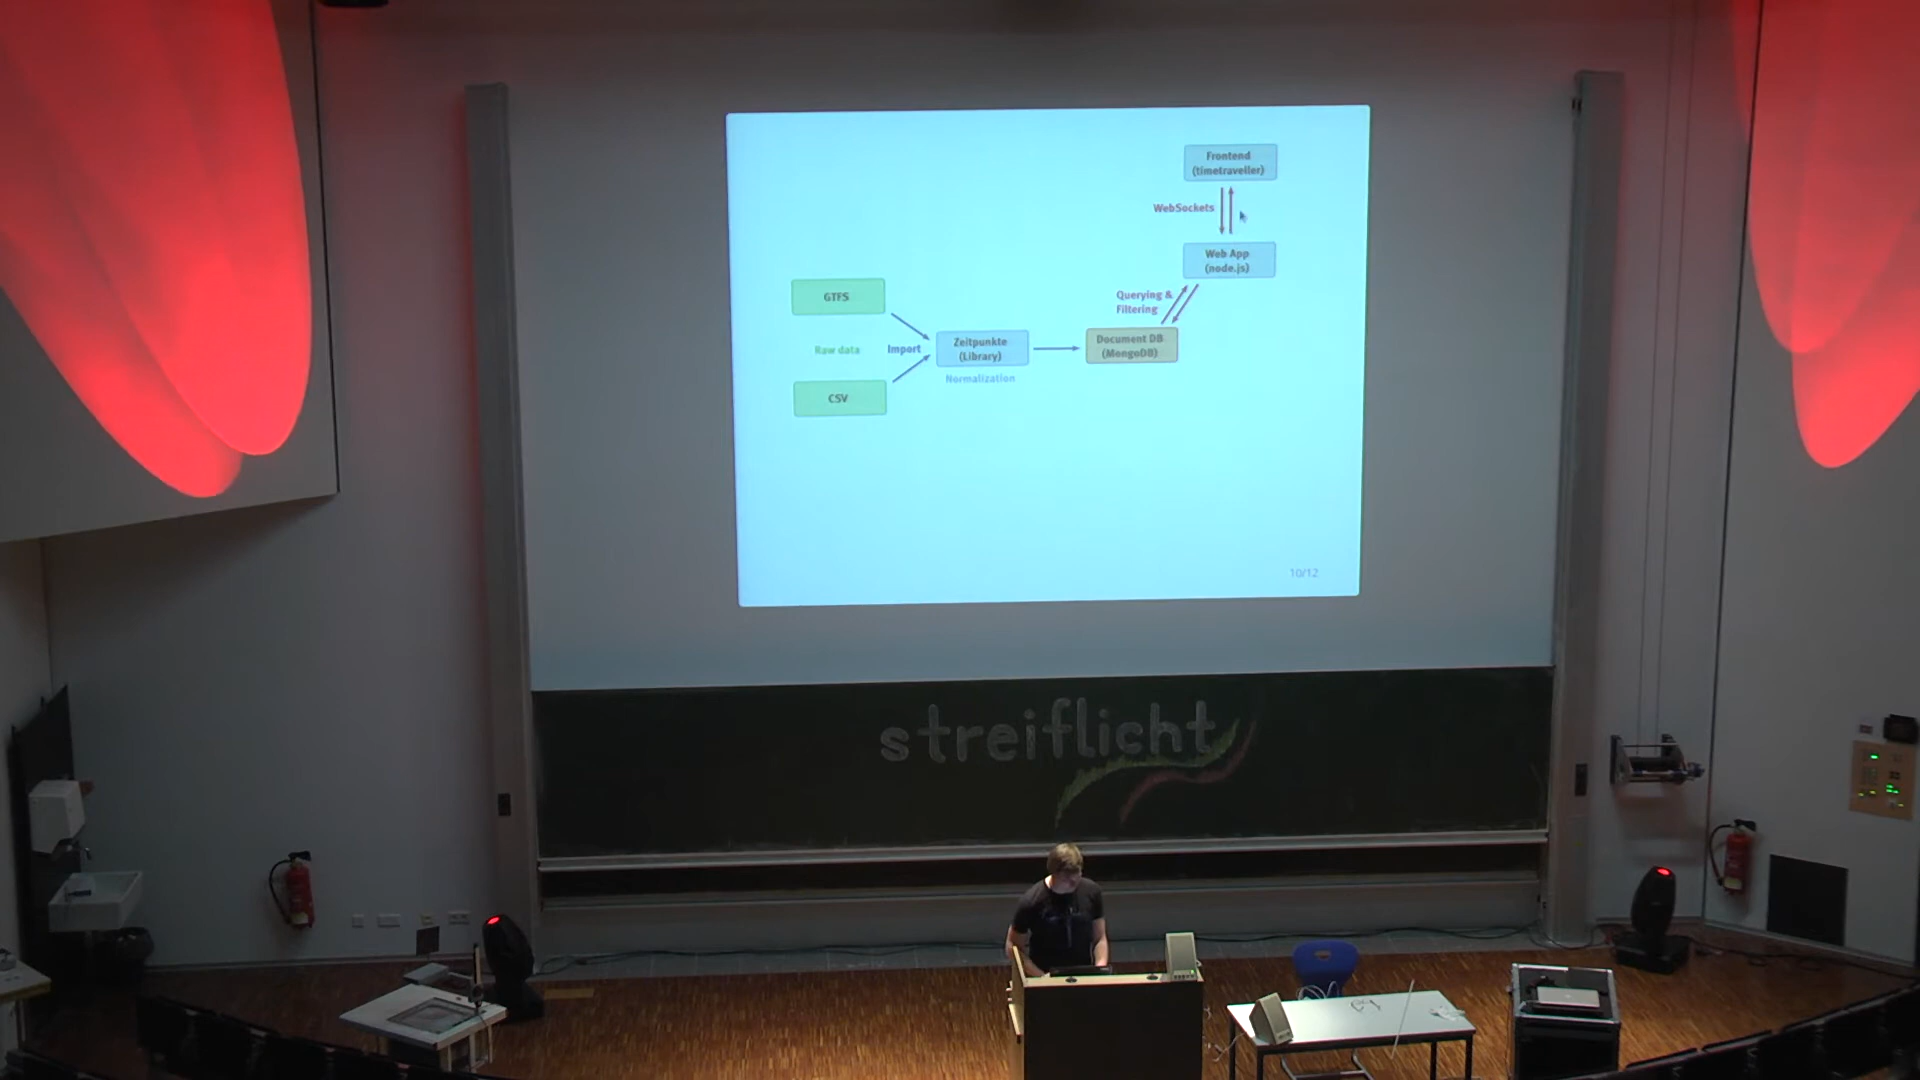 Frontend
(timetraveller)
WebSockets
Web App
(node.js)
Querying &
Filtering
GTFS
Raw data
Import
Zeitpunkte
(Library)
Normalization
Document DB
(MongoDB)
CSV
10/12
streiflicht